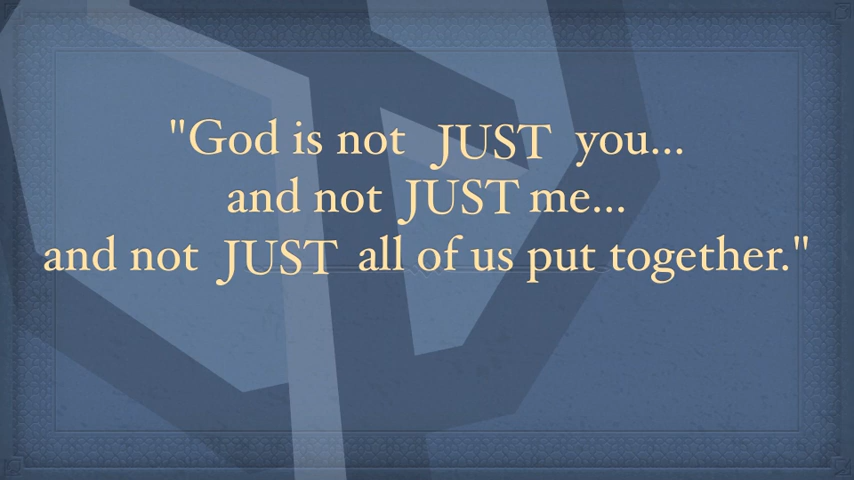 "God is not JUST you...
and not JUST me...
and not JUST all of us put together."